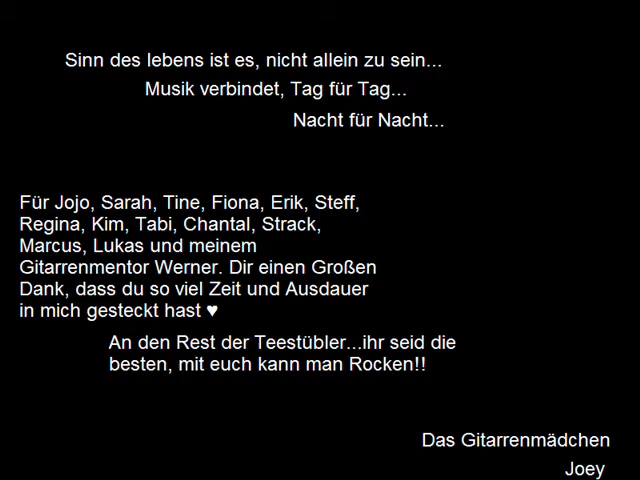 Sinn des lebens ist es, nicht allein zu sein...
Musik verbindet, Tag für Tag...
Nacht für Nacht...
Für Jojo, Sarah, Tine, Fiona, Erik, Steff,
Regina, Kim, Tabi, Chantal, Strack,
Marcus, Lukas und meinem
Gitarrenmentor Werner. Dir einen Großen
Dank, dass du so viel Zeit und Ausdauer
in mich gesteckt hast ♥
An den Rest der Teestübler...ihr seid die
besten, mit euch kann man Rocken!!
Das Gitarrenmädchen
Joey